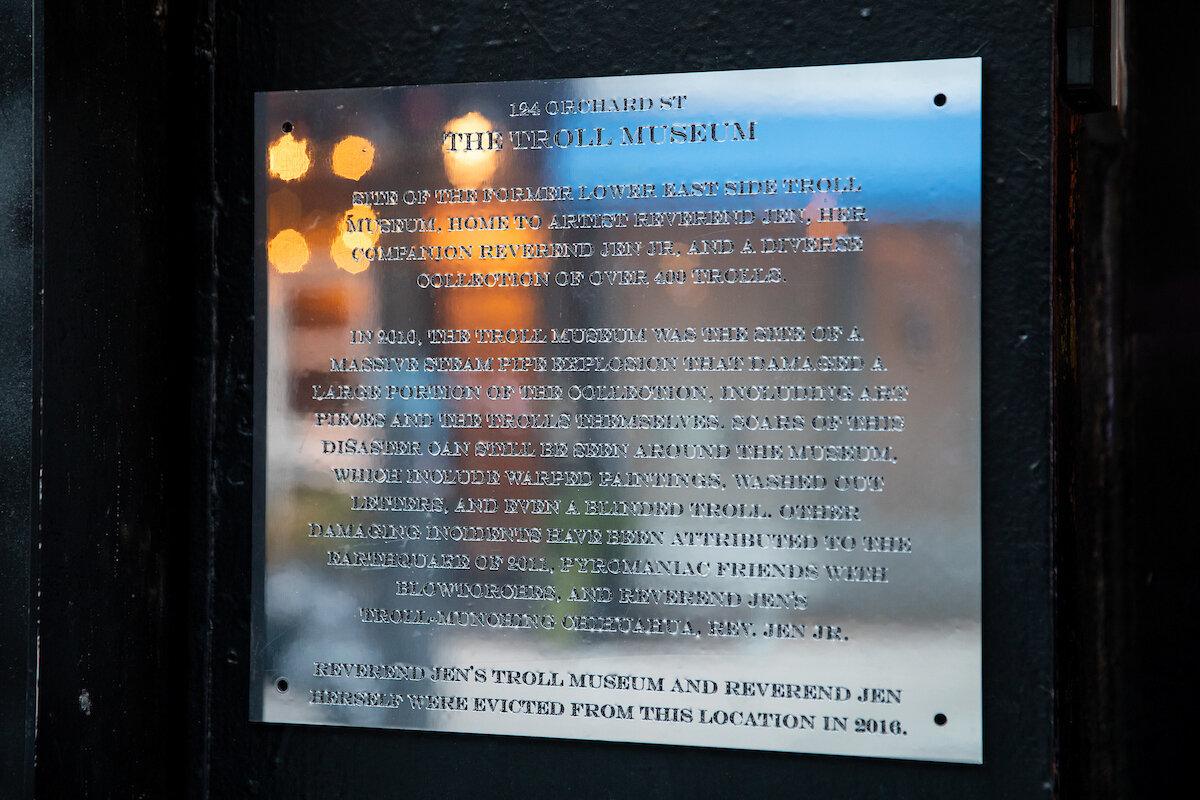 194 ORCHARD ST
THE TROLL MUSEUM
SITE OF THE FORMER LOWER EAST SIDE TROLL
MUSEUM, HOME TO ARTIST REVEREND JEN, HER
COMPANION REVEREND JEN JR, AND A DIVERSE
COLLECTION OF OVER 400 TROLLS.
IN 2010, THE TROLL MUSEUM WAS THE SITE OF A
MASSIVE STEAM PIPE EXPLOSION THAT DAMAGED A
LARGE PORTION OF THE COLLECTION, INCLUDING ART
PIECES AND THE TROLLS THEMSELVES. SCARS OF THIS
DISASTER CAN STILL BE SEEN AROUND THE MUSEUM,
WHICH INCLUDE WARPED PAINTINGS, WASHED OUT
LETTERS, AND EVEN A BLINDED TROLL. OTHER
DAMAGING INCIDENTS HAVE BEEN ATTRIBUTED TO THE
EARTHQUAKE OF 2011, PYROMANIAC FRIENDS WITH
BLOWTORCHES, AND REVEREND JEN'S
TROLL-MUNCHING CHIHUAHUA, REV. JEN JR.
REVEREND JEN'S TROLL MUSEUM AND REVEREND JEN
HERSELF WERE EVICTED FROM THIS LOCATION IN 2016.